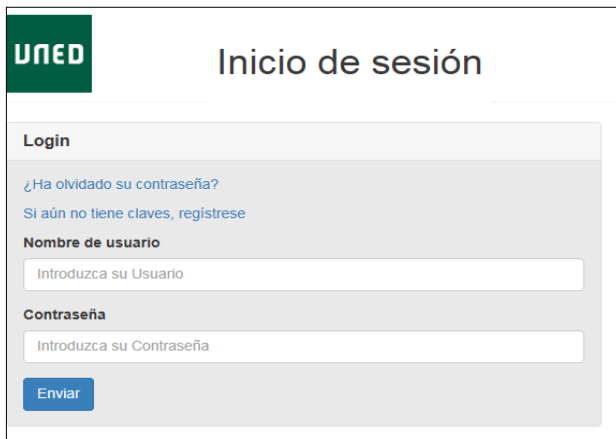 UNED
Inicio de sesión
Login
¿Ha olvidado su contraseña?
Si aún no tiene claves, regístrese
Nombre de usuario
Introduzca su Usuario
Contraseña
Introduzca su Contraseña
Enviar